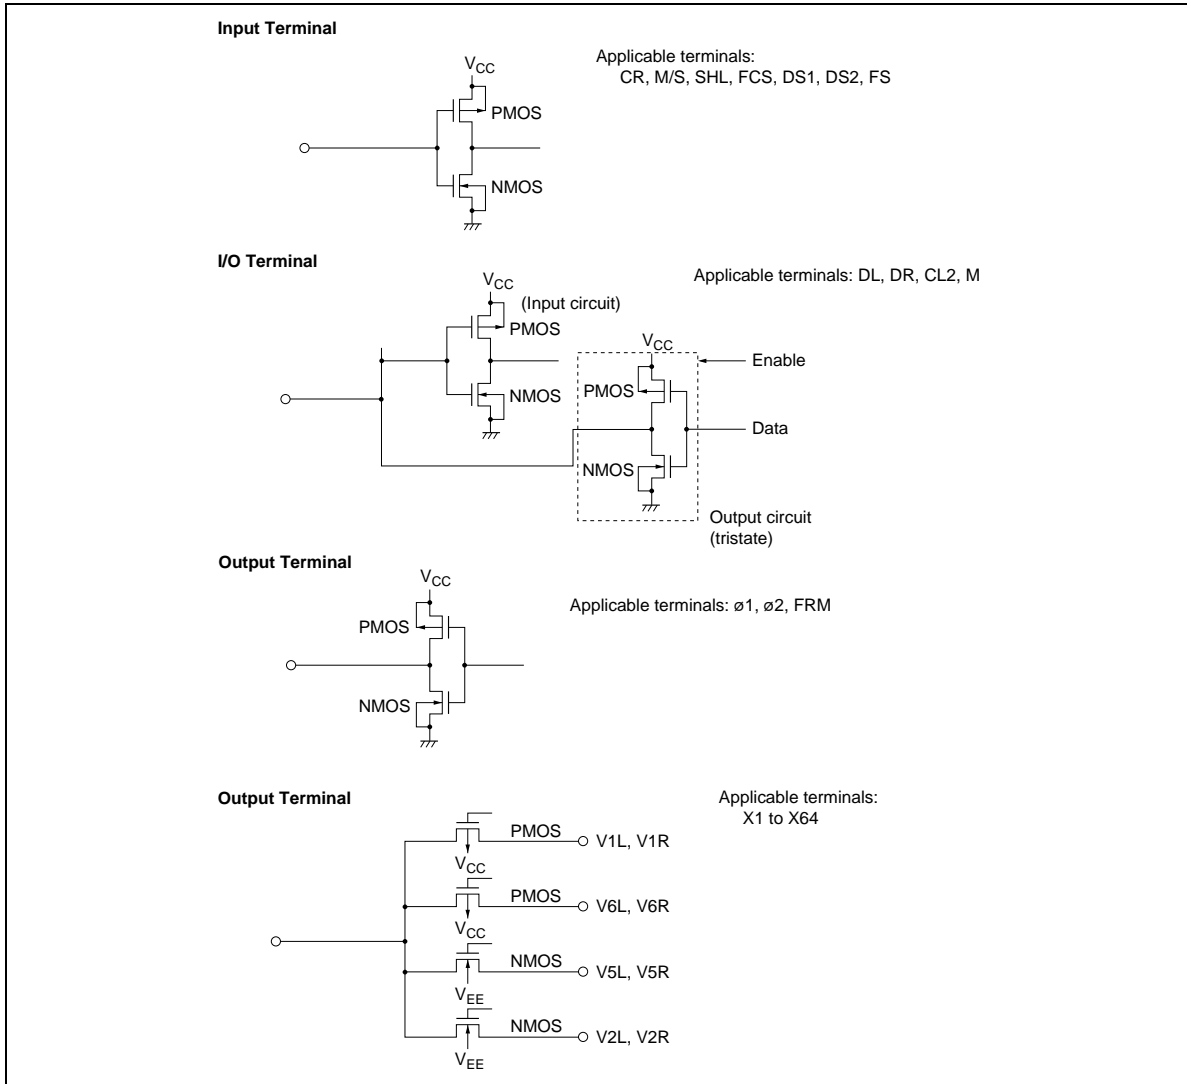 Input Terminal
Applicable terminals:
CR, M/S, SHL, FCS, DS1, DS2, FS
VCC
PMOS
NMOS
I/O Terminal
Applicable terminals: DL, DR, CL2, M
VCC
(Input circuit)
PMOS
NMOS
VCC
Enable
PMOS
Data
NMOS
Output circuit
(tristate)
Output Terminal
Applicable terminals: ø1, ø2, FRM
VCC
PMOS
NMOS
Output Terminal
Applicable terminals:
X1 to X64
PMOS
V1L, V1R
VCC
PMOS
V6L, V6R
VCC
NMOS
V5L, V5R
VEE
NMOS
V2L, V2R
VEE